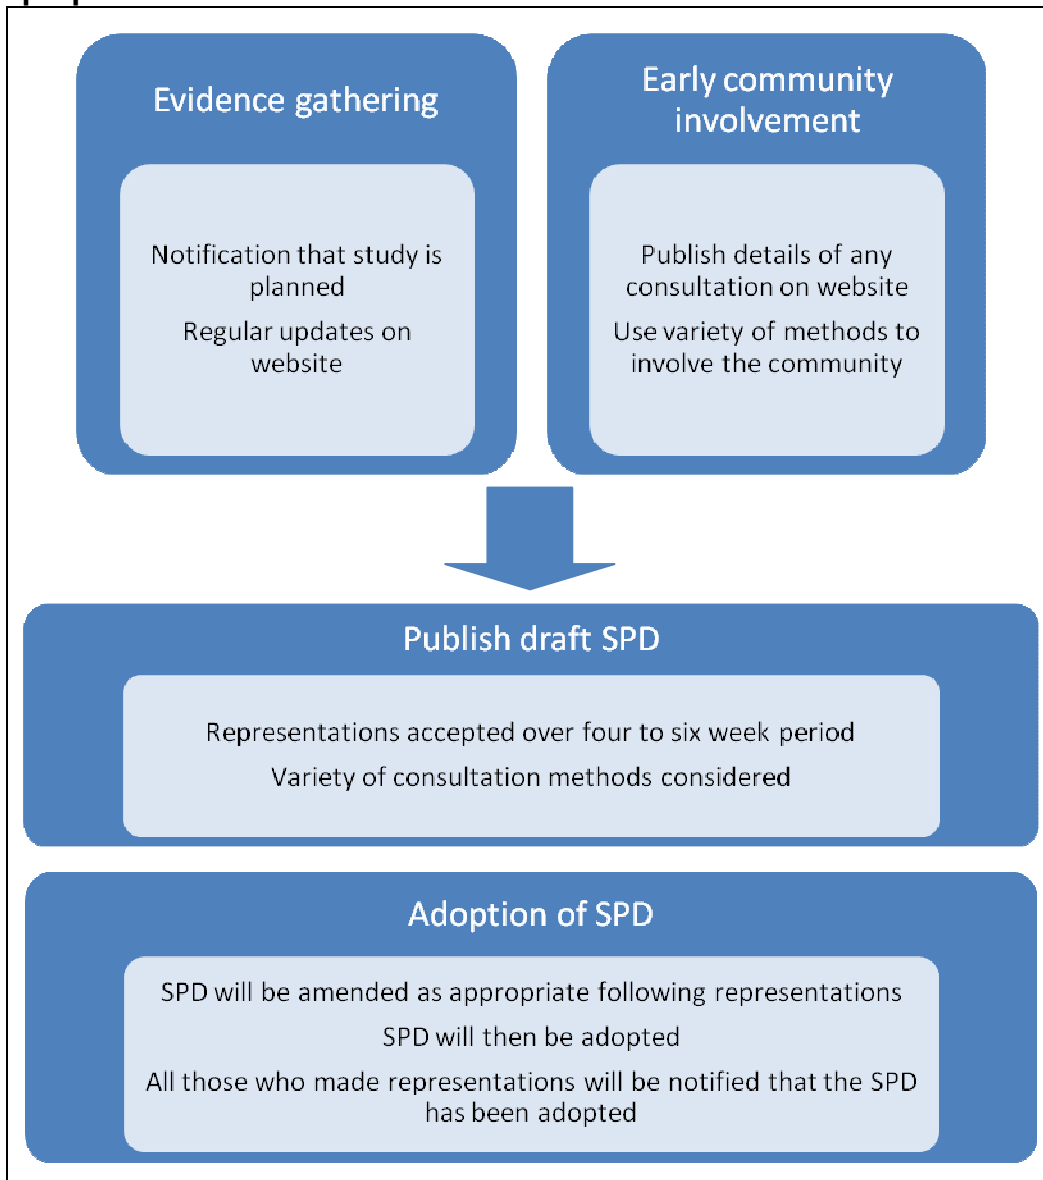 Evidence gathering
Notification that study is
planned
Regular updates on
website
Early community
involvement
Publish details of any
consultation on website
Use variety of methods to
involve the community
Publish draft SPD
Representations accepted over four to six week period
Variety of consultation methods considered
Adoption of SPD
SPD will be amended as appropriate following representations
SPD will then be adopted
All those who made representations will be notified that the SPD
has been adopted